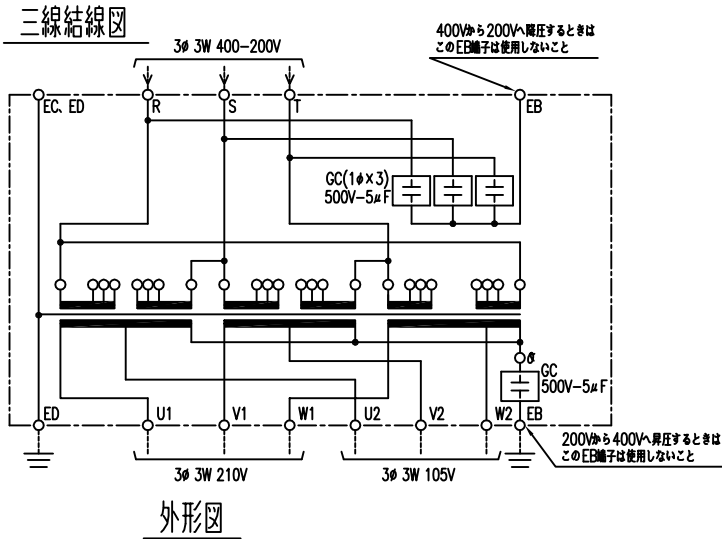 三線結線図
3ø 3W 400-200V
400Vから200Vへ降圧するときは
このEB端子は使用しないこと
EC、ED
R
S
T
EB
GC(1ø×3)
500V-5μF
o
GC
500V-5μF
ED
U1
V1
W1
U2
V2
W2
EB
200Vから400Vへ昇圧するときは
このEB端子は使用しないこと
3ø 3W 210V
3ø 3W 105V
外形図